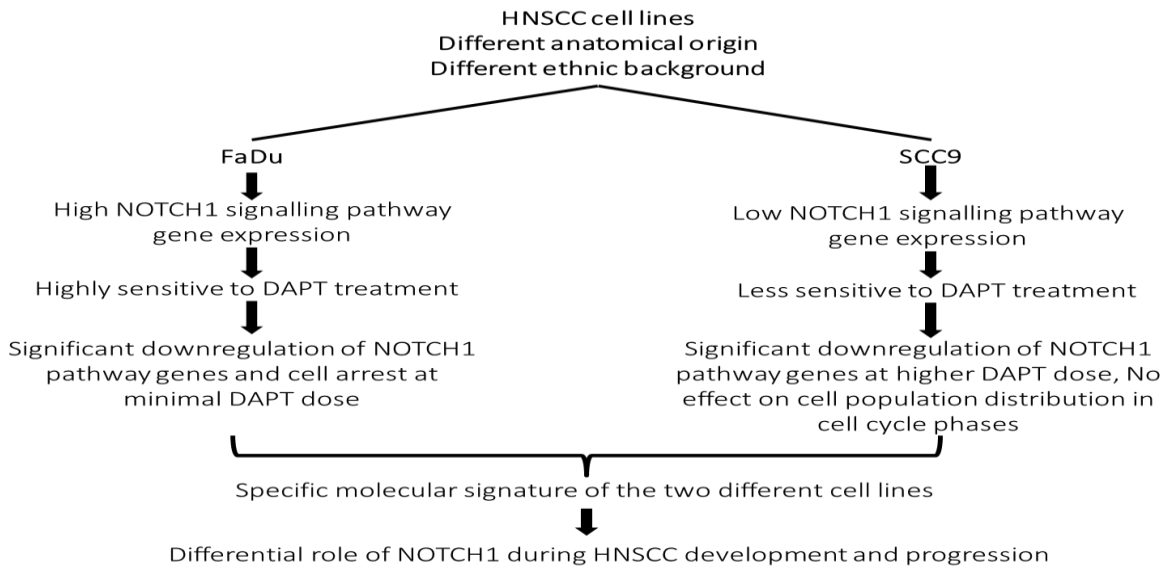 HNSCC cell lines
Different anatomical origin
Different ethnic background
FaDu
High NOTCH1 signalling pathway
gene expression
Highly sensitive to DAPT treatment
Significant downregulation of NOTCH1
pathway genes and cell arrest at
minimal DAPT dose
SCC9
Low NOTCH1 signalling pathway
gene expression
Less sensitive to DAPT treatment
Significant downregulation of NOTCH1
pathway genes at higher DAPT dose, No
effect on cell population distribution in
cell cycle phases
Specific molecular signature of the two different cell lines
Differential role of NOTCH1 during HNSCC development and progression